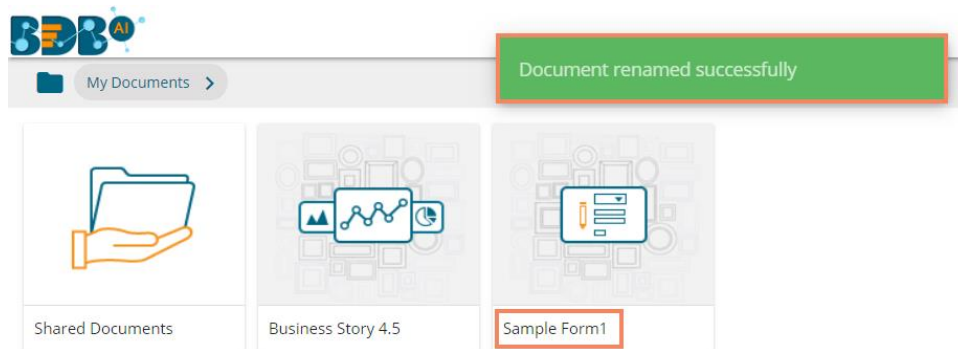 BDB AI
Document renamed successfully
My Documents
Shared Documents
Business Story 4.5
Sample Form1